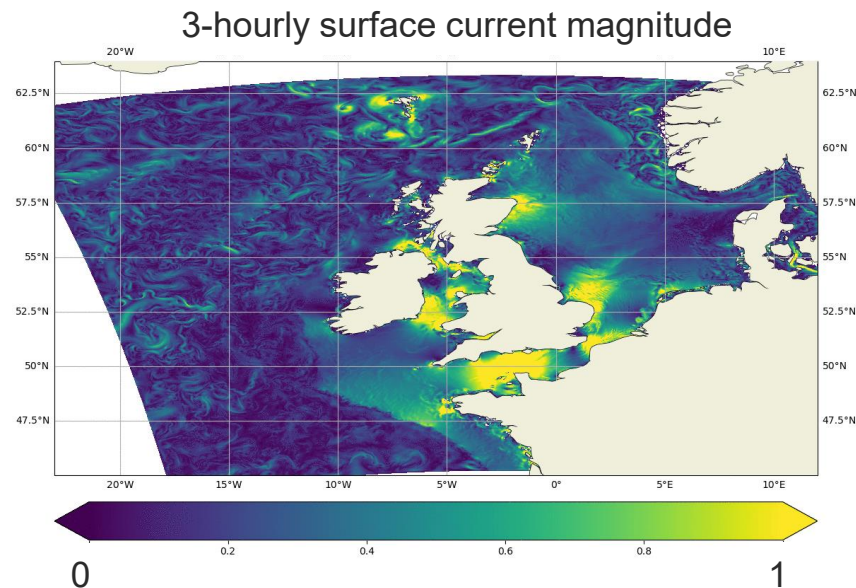 3-hourly surface current magnitude
20°W 10°E
62.5°N 62.5°N
60°N 60°N
57.5°N 57.5°N
55°N 55°N
52.5°N 52.5°N
50°N 50°N
47.5°N 47.5°N
20°W 15°W 10°W 5°W 0° 5°E 10°E
0.2 0.4 0.6 0.8
0 1